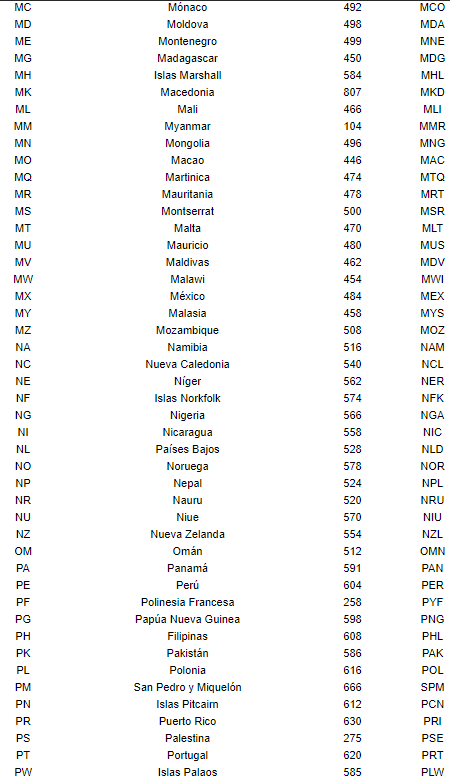 MC Mónaco 492 MCO
MD Moldova 498 MDA
ME Montenegro 499 MNE
MG Madagascar 450 MDG
MH Islas Marshall 584 MHL
MK Macedonia 807 MKD
ML Mali 466 MLI
MM Myanmar 104 MMR
MN Mongolia 496 MNG
MO Macao 446 MAC
MQ Martinica 474 MTQ
MR Mauritania 478 MRT
MS Montserrat 500 MSR
MT Malta 470 MLT
MU Mauricio 480 MUS
MV Maldivas 462 MDV
MW Malawi 454 MWI
MX México 484 MEX
MY Malasia 458 MYS
MZ Mozambique 508 MOZ
NA Namibia 516 NAM
NC Nueva Caledonia 540 NCL
NE Níger 562 NER
NF Islas Norkfolk 574 NFK
NG Nigeria 566 NGA
NI Nicaragua 558 NIC
NL Países Bajos 528 NLD
NO Noruega 578 NOR
NP Nepal 524 NPL
NR Nauru 520 NRU
NU Niue 570 NIU
NZ Nueva Zelanda 554 NZL
OM Omán 512 OMN
PA Panamá 591 PAN
PE Perú 604 PER
PF Polinesia Francesa 258 PYF
PG Papúa Nueva Guinea 598 PNG
PH Filipinas 608 PHL
PK Pakistán 586 PAK
PL Polonia 616 POL
PM San Pedro y Miquelón 666 SPM
PN Islas Pitcairn 612 PCN
PR Puerto Rico 630 PRI
PS Palestina 275 PSE
PT Portugal 620 PRT
PW Islas Palaos 585 PLW